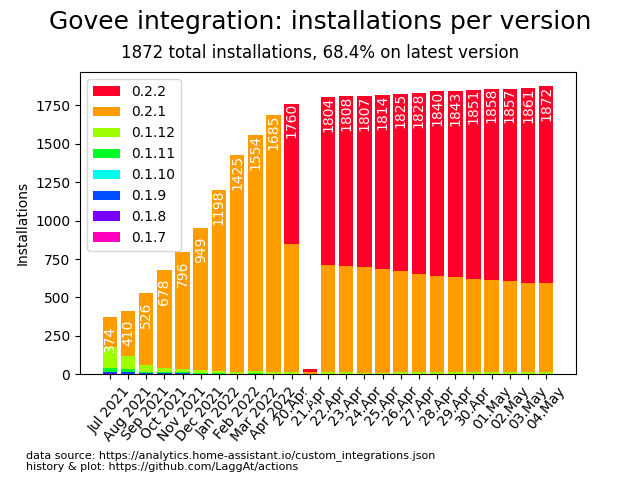 Govee integration: installations per version
1872 total installations, 68.4% on latest version
0.2.2
0.2.1
0.1.12
0.1.11
0.1.10
0.1.9
0.1.8
0.1.7
Installations
1750
1500
1250
1000
750
500
250
0
374
410
526
678
796
949
1198
1425
1554
1685
1760
1804
1808
1807
1814
1825
1828
1840
1843
1851
1858
1857
1861
1872
Jul 2021
Aug 2021
Sep 2021
Oct 2021
Nov 2021
Dec 2021
Jan 2022
Feb 2022
Mar 2022
Apr 2022
20.Apr
21.Apr
22.Apr
23.Apr
24.Apr
25.Apr
26.Apr
27.Apr
28.Apr
29.Apr
30.Apr
01.May
02.May
03.May
04.May
data source: https://analytics.home-assistant.io/custom_integrations.json
history & plot: https://github.com/LaggAt/actions